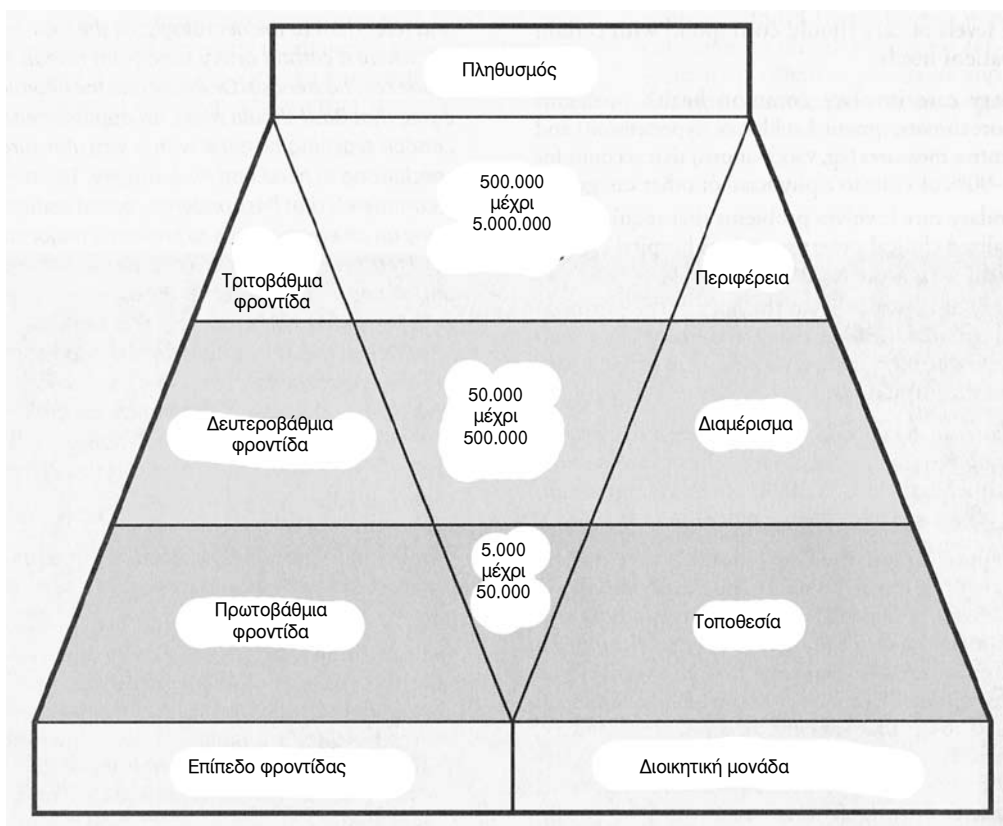 Πληθυσμός
500.000
μέχρι
5.000.000
Τριτοβάθμια
φροντίδα
Περιφέρεια
50.000
μέχρι
500.000
Δευτεροβάθμια
φροντίδα
Διαμέρισμα
5.000
μέχρι
50.000
Πρωτοβάθμια
φροντίδα
Τοποθεσία
Επίπεδο φροντίδας
Διοικητική μονάδα